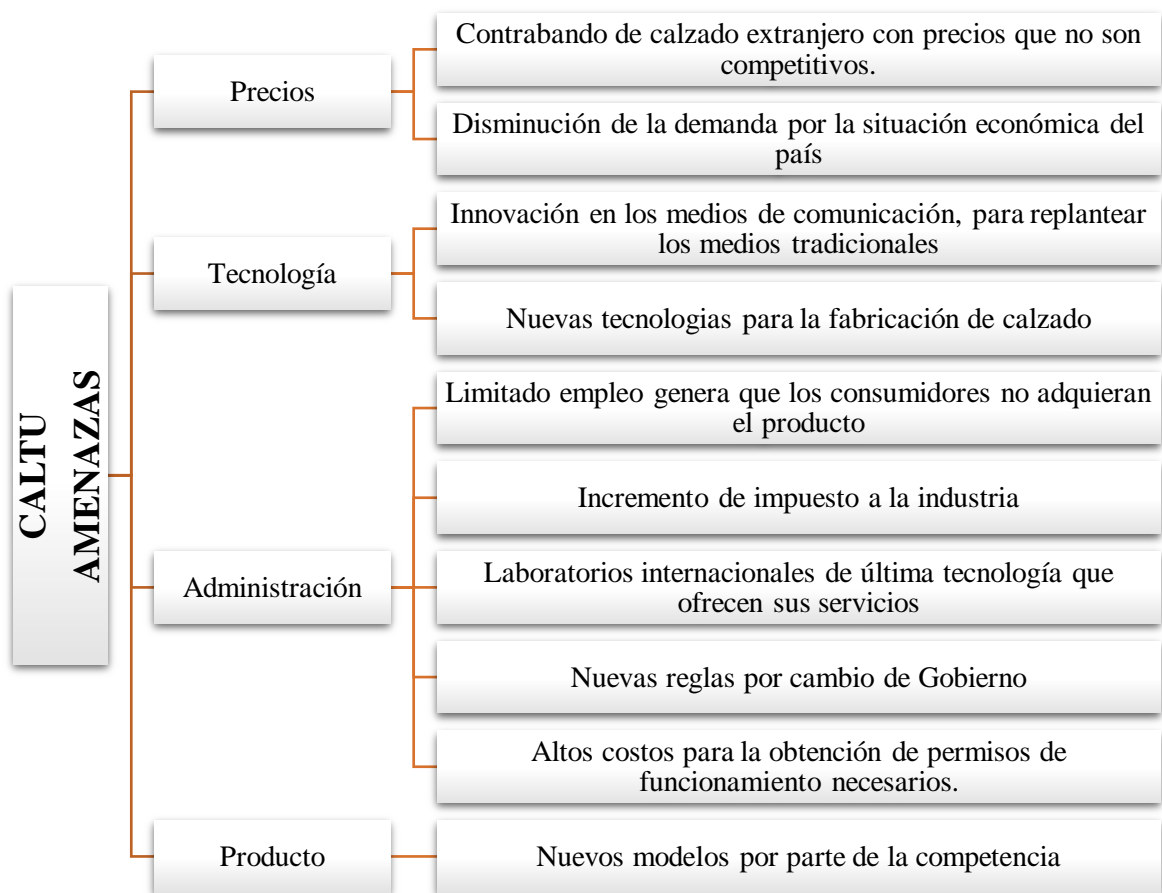 CALTU
AMENAZAS
Precios
Contrabando de calzado extranjero con precios que no son
competitivos.
Disminución de la demanda por la situación económica del
país
Tecnología
Innovación en los medios de comunicación, para replantear
los medios tradicionales
Nuevas tecnologias para la fabricación de calzado
Administración
Limitado empleo genera que los consumidores no adquieran
el producto
Incremento de impuesto a la industria
Laboratorios internacionales de última tecnología que
ofrecen sus servicios
Nuevas reglas por cambio de Gobierno
Altos costos para la obtención de permisos de
funcionamiento necesarios.
Producto
Nuevos modelos por parte de la competencia